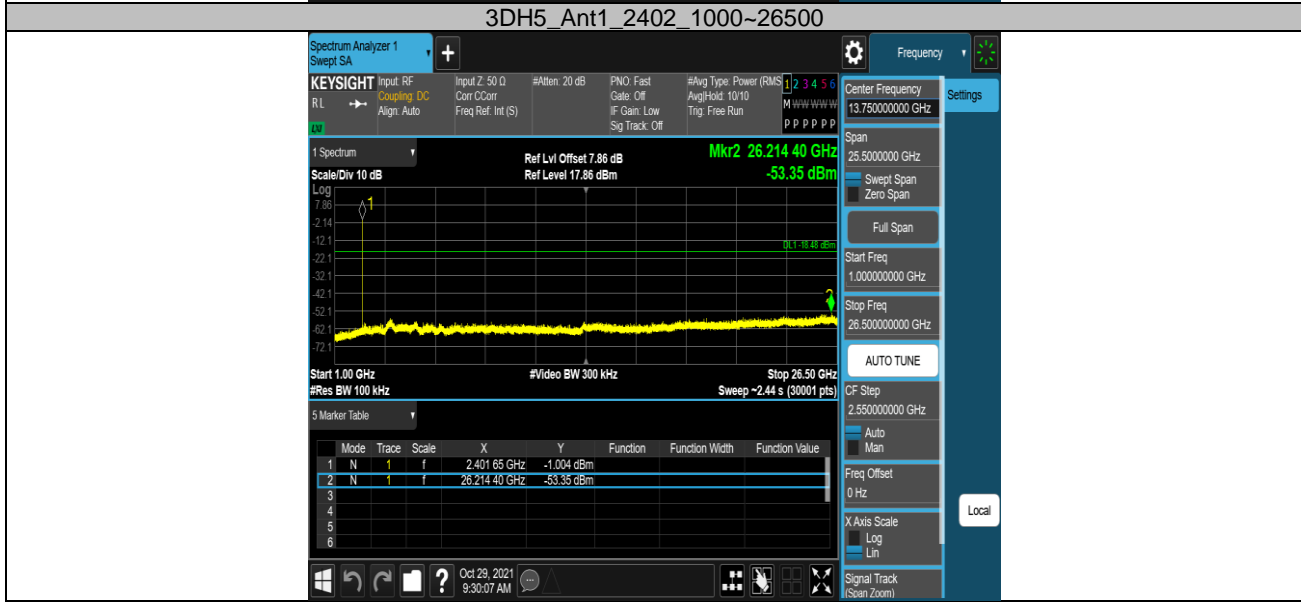 3DH5_Ant1_2402_1000~26500
Spectrum Analyzer 1
Swept SA
+
Frequency
KEYSIGHT
RL
LXI
Input: RF
Coupling: DC
Align: Auto
Input Z: 50 Ω
Corr CCorr
Freq Ref: Int (S)
#Atten: 20 dB
PNO: Fast
Gate: Off
IF Gain: Low
Sig Track: Off
#Avg Type: Power (RMS
Avg|Hold: 10/10
Trig: Free Run
1 2 3 4 5 6
M W W W W W
P P P P P P
1 Spectrum
Scale/Div 10 dB
Ref Lvl Offset 7.86 dB
Ref Level 17.86 dBm
Mkr2 26.214 40 GHz
-53.35 dBm
Log
7.86
-2.14
-12.1
-22.1
-32.1
-42.1
-52.1
-62.1
-72.1
1
2
DL1 -18.48 dBm
Start 1.00 GHz
#Res BW 100 kHz
#Video BW 300 kHz
Stop 26.50 GHz
Sweep ~2.44 s (30001 pts)
5 Marker Table
Mode Trace Scale X Y Function Function Width Function Value
1 N 1 f 2.401 65 GHz -1.004 dBm
2 N 1 f 26.214 40 GHz -53.35 dBm
3
4
5
6
?
Oct 29, 2021
9:30:07 AM
Center Frequency
13.750000000 GHz
Settings
Span
25.5000000 GHz
Swept Span
Zero Span
Full Span
Start Freq
1.000000000 GHz
Stop Freq
26.500000000 GHz
AUTO TUNE
CF Step
2.550000000 GHz
Auto
Man
Freq Offset
0 Hz
X Axis Scale
Log
Lin
Local
Signal Track
(Span Zoom)